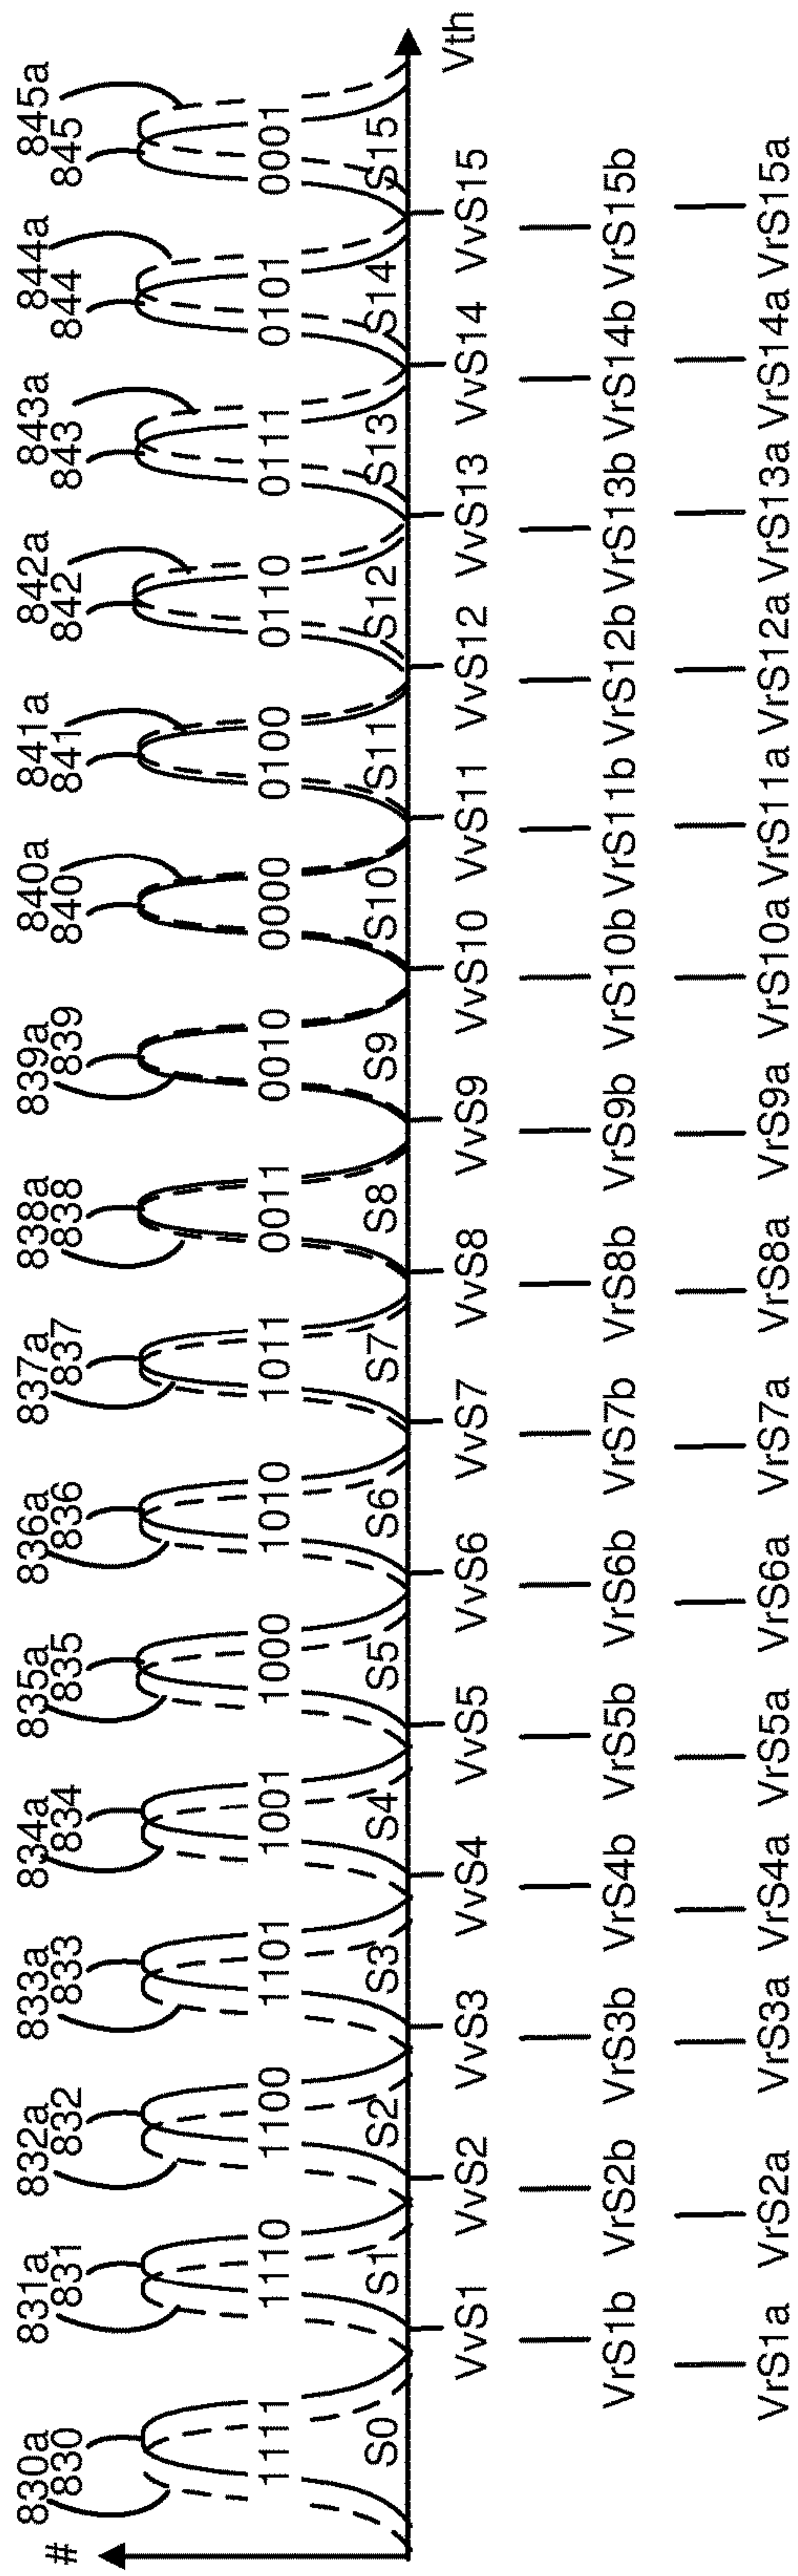 #
830a 831a 832a 833a 834a 835a 836a 837a 838a 839a 840a 841a 842a 843a 844a 845a
830 831 832 833 834 835 836 837 838 839 840 841 842 843 844 845
1111 1110 1100 1101 1001 1000 1010 1011 0011 0010 0000 0100 0110 0111 0101 0001
S0 S1 S2 S3 S4 S5 S6 S7 S8 S9 S10 S11 S12 S13 S14 S15
Vth
VvS1 VvS2 VvS3 VvS4 VvS5 VvS6 VvS7 VvS8 VvS9 VvS10 VvS11 VvS12 VvS13 VvS14 VvS15
VrS1b VrS2b VrS3b VrS4b VrS5b VrS6b VrS7b VrS8b VrS9b VrS10b VrS11b VrS12b VrS13b VrS14b VrS15b
VrS1a VrS2a VrS3a VrS4a VrS5a VrS6a VrS7a VrS8a VrS9a VrS10a VrS11a VrS12a VrS13a VrS14a VrS15a